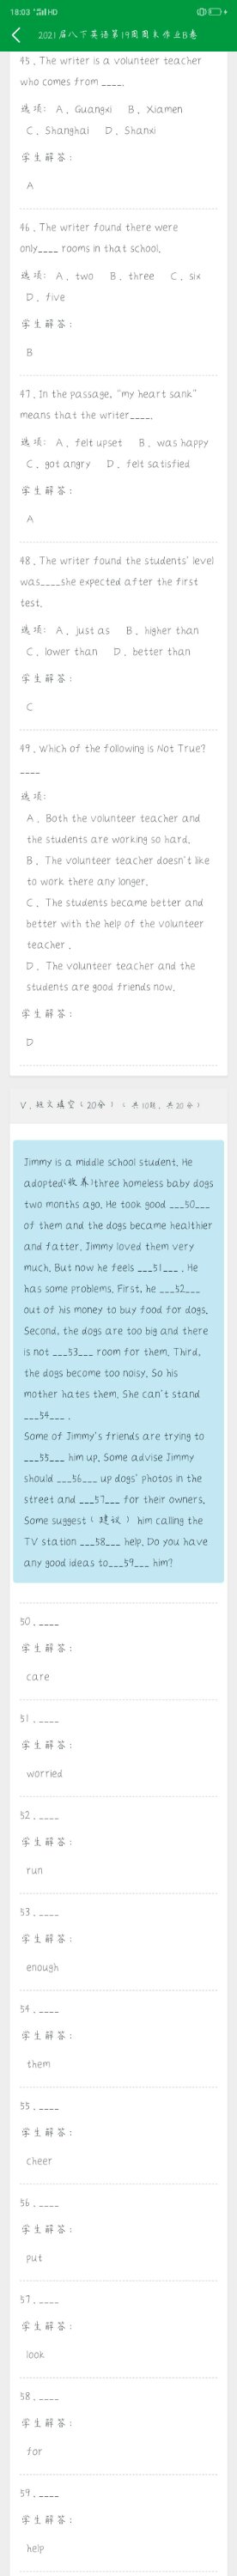 18:03
HD
2021届八下英语第19周周末作业B卷
45. The writer is a volunteer teacher
who comes from ____.
选项: A. Guangxi B. Xiamen
C. Shanghai D. Shanxi
学生解答:
A
46. The writer found there were
only____ rooms in that school.
选项: A. two B. three C. six
D. five
学生解答:
B
47. In the passage, "my heart sank"
means that the writer____.
选项: A. felt upset B. was happy
C. got angry D. felt satisfied
学生解答:
A
48. The writer found the students' level
was____she expected after the first
test.
选项: A. just as B. higher than
C. lower than D. better than
学生解答:
C
49. Which of the following is Not True?
____
选项:
A. Both the volunteer teacher and
the students are working so hard.
B. The volunteer teacher doesn't like
to work there any longer.
C. The students became better and
better with the help of the volunteer
teacher .
D. The volunteer teacher and the
students are good friends now.
学生解答:
D
V. 短文填空(20分) ( 共10题, 共20分)
Jimmy is a middle school student. He
adopted(收养)three homeless baby dogs
two months ago. He took good ___50___
of them and the dogs became healthier
and fatter. Jimmy loved them very
much. But now he feels ___51___ . He
has some problems. First, he ___52___
out of his money to buy food for dogs.
Second, the dogs are too big and there
is not ___53___ room for them. Third,
the dogs become too noisy. So his
mother hates them. She can't stand
___54___ .
Some of Jimmy's friends are trying to
___55___ him up. Some advise Jimmy
should ___56___ up dogs' photos in the
street and ___57___ for their owners.
Some suggest( 建议 ) him calling the
TV station ___58___ help. Do you have
any good ideas to___59___ him?
50. ____
学生解答:
care
51. ____
学生解答:
worried
52. ____
学生解答:
run
53. ____
学生解答:
enough
54. ____
学生解答:
them
55. ____
学生解答:
cheer
56. ____
学生解答:
put
57. ____
学生解答:
look
58. ____
学生解答:
for
59. ____
学生解答:
help